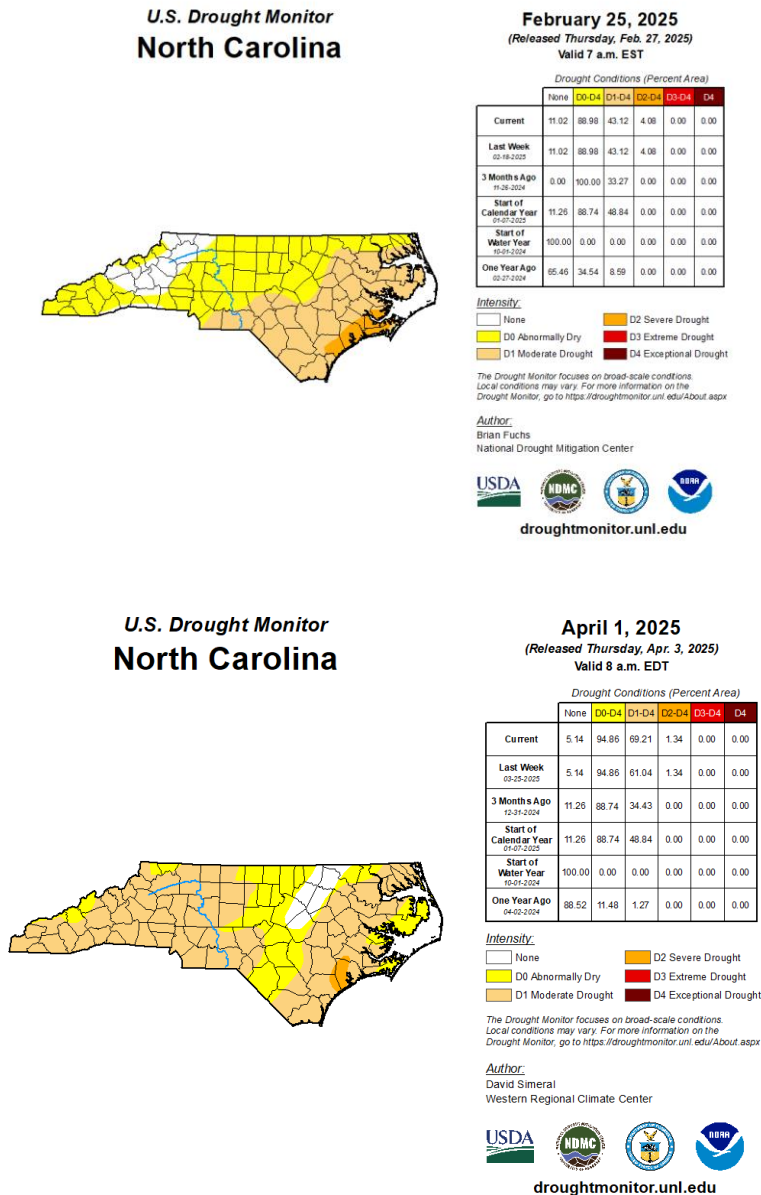 U.S. Drought Monitor
North Carolina
February 25, 2025
(Released Thursday, Feb. 27, 2025)
Valid 7 a.m. EST
Drought Conditions (Percent Area)
None D0-D4 D1-D4 D2-D4 D3-D4 D4
Current 11.02 88.98 43.12 4.08 0.00 0.00
Last Week 11.02 88.98 43.12 4.08 0.00 0.00
02-18-2025
3 Months Ago 0.00 100.00 33.27 0.00 0.00 0.00
11-26-2024
Start of
Calendar Year 11.26 88.74 48.84 0.00 0.00 0.00
01-07-2025
Start of
Water Year 100.00 0.00 0.00 0.00 0.00 0.00
10-01-2024
One Year Ago 65.46 34.54 8.59 0.00 0.00 0.00
02-27-2024
Intensity:
None D2 Severe Drought
D0 Abnormally Dry D3 Extreme Drought
D1 Moderate Drought D4 Exceptional Drought
The Drought Monitor focuses on broad-scale conditions.
Local conditions may vary. For more information on the
Drought Monitor, go to https://droughtmonitor.unl.edu/About.aspx
Author:
Brian Fuchs
National Drought Mitigation Center
USDA NDMC NOAA
droughtmonitor.unl.edu
U.S. Drought Monitor
North Carolina
April 1, 2025
(Released Thursday, Apr. 3, 2025)
Valid 8 a.m. EDT
Drought Conditions (Percent Area)
None D0-D4 D1-D4 D2-D4 D3-D4 D4
Current 5.14 94.86 69.21 1.34 0.00 0.00
Last Week 5.14 94.86 61.04 1.34 0.00 0.00
03-25-2025
3 Months Ago 11.26 88.74 34.43 0.00 0.00 0.00
12-31-2024
Start of
Calendar Year 11.26 88.74 48.84 0.00 0.00 0.00
01-07-2025
Start of
Water Year 100.00 0.00 0.00 0.00 0.00 0.00
10-01-2024
One Year Ago 88.52 11.48 1.27 0.00 0.00 0.00
04-02-2024
Intensity:
None D2 Severe Drought
D0 Abnormally Dry D3 Extreme Drought
D1 Moderate Drought D4 Exceptional Drought
The Drought Monitor focuses on broad-scale conditions.
Local conditions may vary. For more information on the
Drought Monitor, go to https://droughtmonitor.unl.edu/About.aspx
Author:
David Simeral
Western Regional Climate Center
USDA NDMC NOAA
droughtmonitor.unl.edu